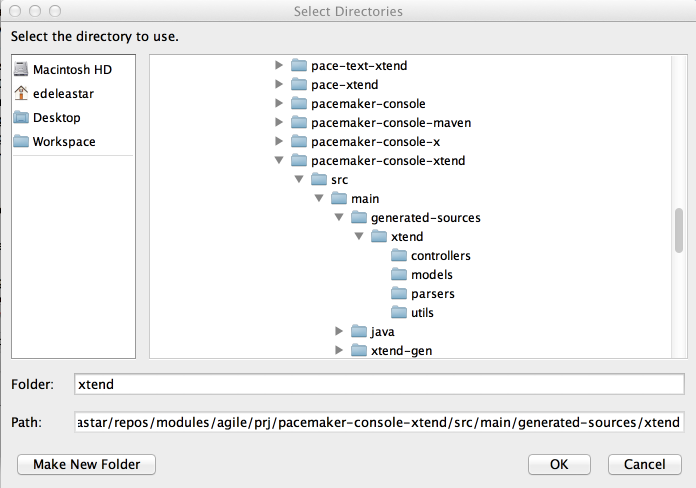 Select Directories
Select the directory to use.
Macintosh HD
edeleastar
Desktop
Workspace
pace-text-xtend
pace-xtend
pacemaker-console
pacemaker-console-maven
pacemaker-console-x
pacemaker-console-xtend
src
main
generated-sources
xtend
controllers
models
parsers
utils
java
xtend-gen
Folder: xtend
Path: astar/repos/modules/agile/prj/pacemaker-console-xtend/src/main/generated-sources/xtend
Make New Folder OK Cancel